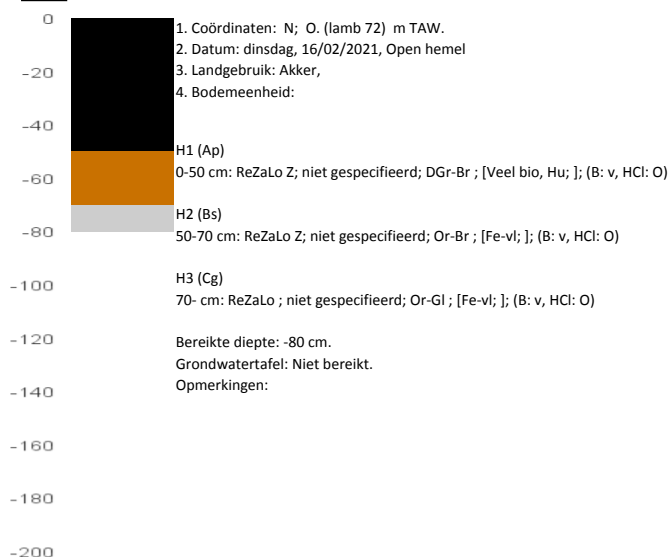 0
-20
-40
-60
-80
-100
-120
-140
-160
-180
-200
1. Coördinaten:  N;  O. (lamb 72)  m TAW.
2. Datum: dinsdag, 16/02/2021, Open hemel
3. Landgebruik: Akker,
4. Bodemeenheid:
H1 (Ap)
0-50 cm: ReZaLo Z; niet gespecifieerd; DGr-Br ; [Veel bio, Hu; ]; (B: v, HCl: O)
H2 (Bs)
50-70 cm: ReZaLo Z; niet gespecifieerd; Or-Br ; [Fe-vl; ]; (B: v, HCl: O)
H3 (Cg)
70- cm: ReZaLo ; niet gespecifieerd; Or-Gl ; [Fe-vl; ]; (B: v, HCl: O)
Bereikte diepte: -80 cm.
Grondwatertafel: Niet bereikt.
Opmerkingen: